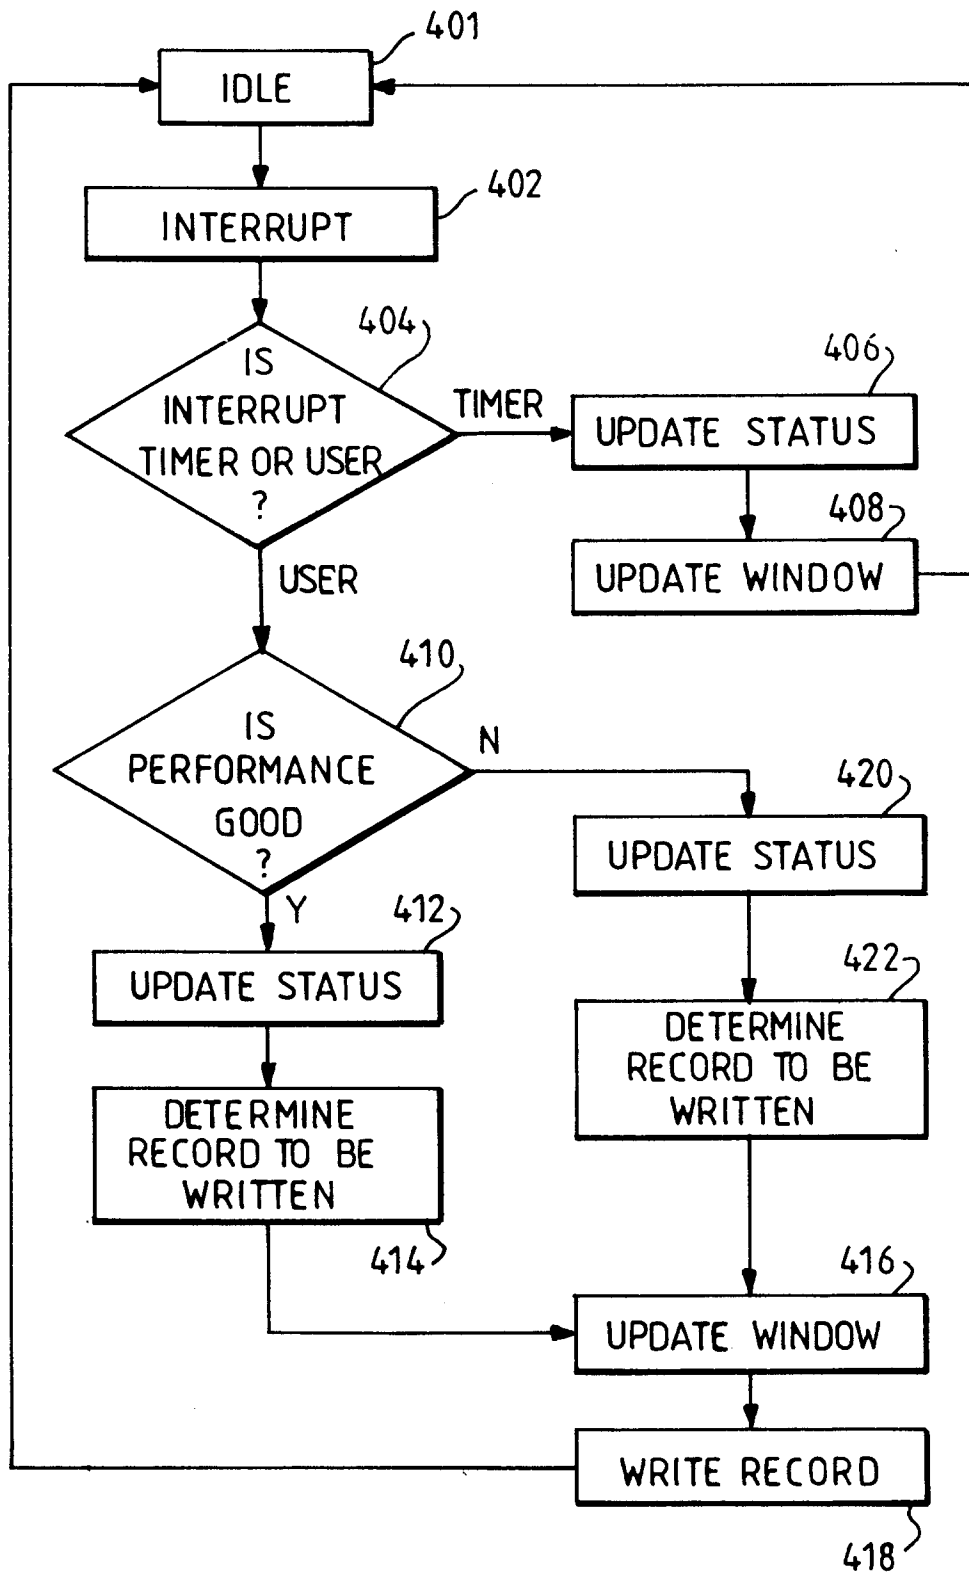 401
IDLE
402
INTERRUPT
404
IS
INTERRUPT
TIMER OR USER
?
TIMER
406
UPDATE STATUS
408
UPDATE WINDOW
USER
410
IS
PERFORMANCE
GOOD
?
N
420
UPDATE STATUS
Y
412
UPDATE STATUS
422
DETERMINE
RECORD TO BE
WRITTEN
DETERMINE
RECORD TO BE
WRITTEN
414
416
UPDATE WINDOW
WRITE RECORD
418